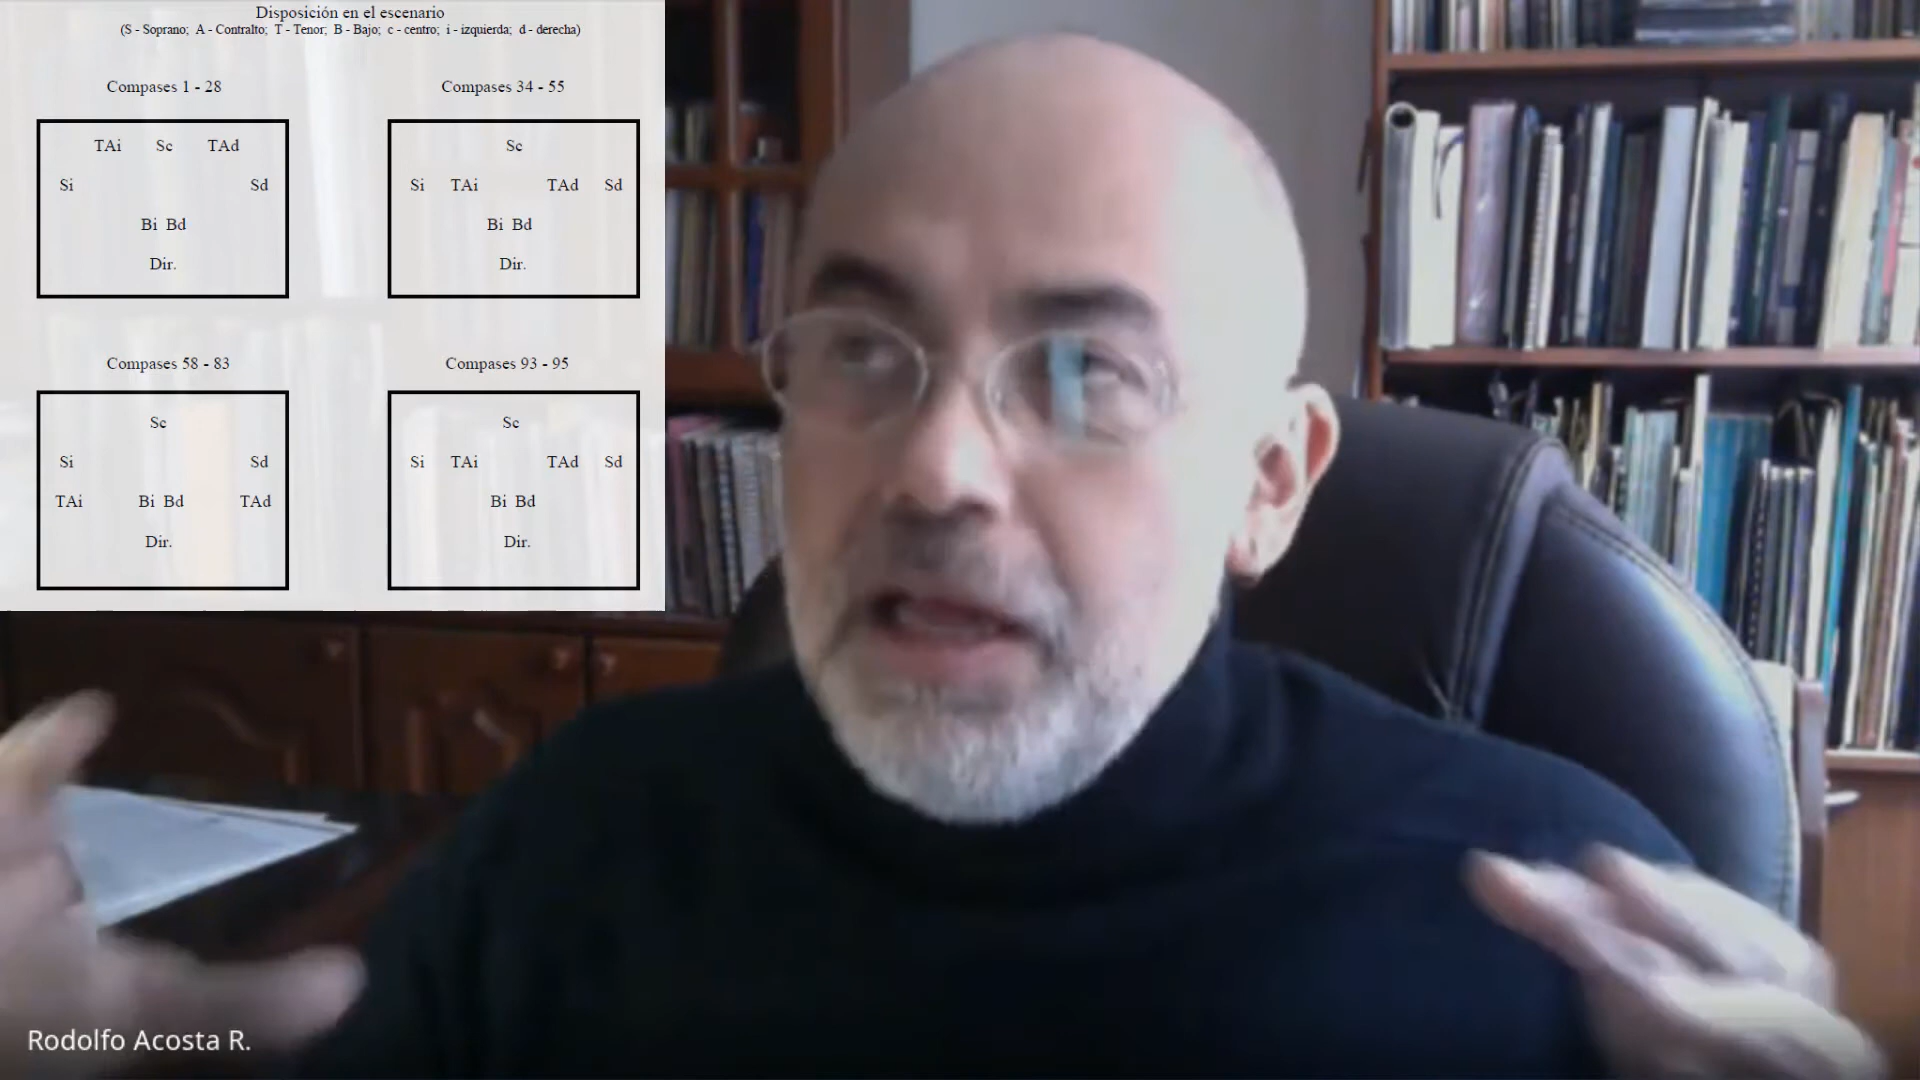 Disposición en el escenario
(S - Soprano; A - Contralto; T - Tenor; B - Bajo; c - centro; i - izquierda; d - derecha)
Compases 1 - 28
TAi Sc TAd
Si Sd
Bi Bd
Dir.
Compases 34 - 55
Sc
Si TAi TAd Sd
Bi Bd
Dir.
Compases 58 - 83
Sc
Si Sd
TAi Bi Bd TAd
Dir.
Compases 93 - 95
Sc
Si TAi TAd Sd
Bi Bd
Dir.
Rodolfo Acosta R.